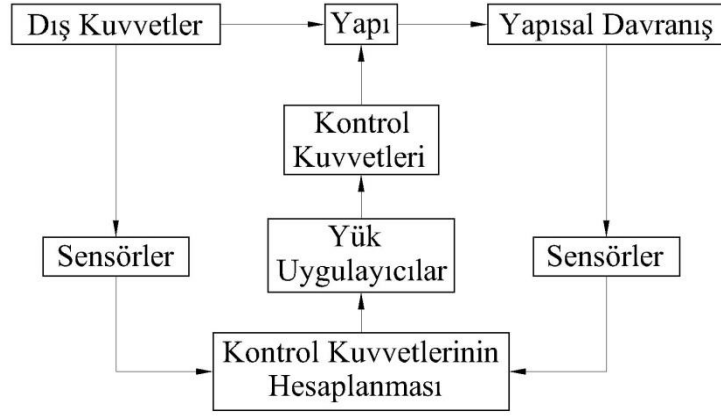 Dış Kuvvetler
Yapı
Yapısal Davranış
Kontrol
Kuvvetleri
Sensörler
Yük
Uygulayıcılar
Sensörler
Kontrol Kuvvetlerinin
Hesaplanması